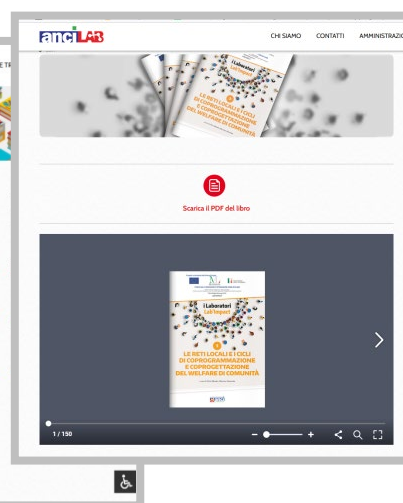 E TR
anciLAB
CHI SIAMO CONTATTI AMMINISTRAZIO
LE RETI LOCALI E I CICLI
DI COPROGRAMMAZIONE
E COPROGETTAZIONE
DEL WELFARE DI COMUNITÀ
Scarica il PDF del libro
i Laboratori
Lab'Impact
LE RETI LOCALI E I CICLI
DI COPROGRAMMAZIONE
E COPROGETTAZIONE
DEL WELFARE DI COMUNITÀ
1 / 150